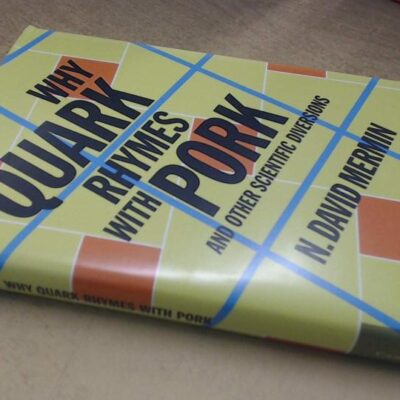 WHY
QUARK
RHYMES
WITH
PORK
AND OTHER SCIENTIFIC DIVERSIONS
N. DAVID MERMIN
WHY QUARK RHYMES WITH PORK